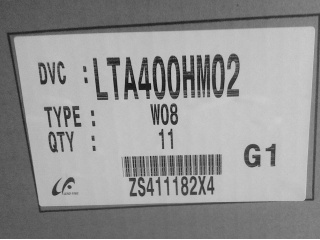 DVC : LTA400HM02
TYPE : W08
QTY : 11
G1
ZS411182X4